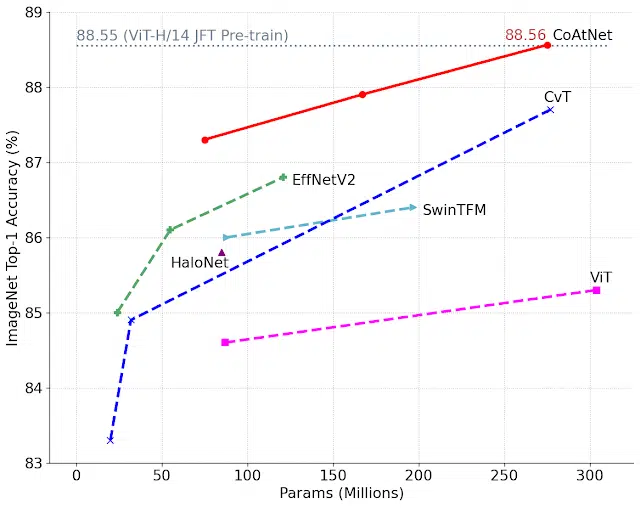 89
88.55 (ViT-H/14 JFT Pre-train)
88.56 CoAtNet
88
CvT
87
EffNetV2
SwinTFM
86
HaloNet
ViT
85
84
83
0 50 100 150 200 250 300
Params (Millions)
ImageNet Top-1 Accuracy (%)